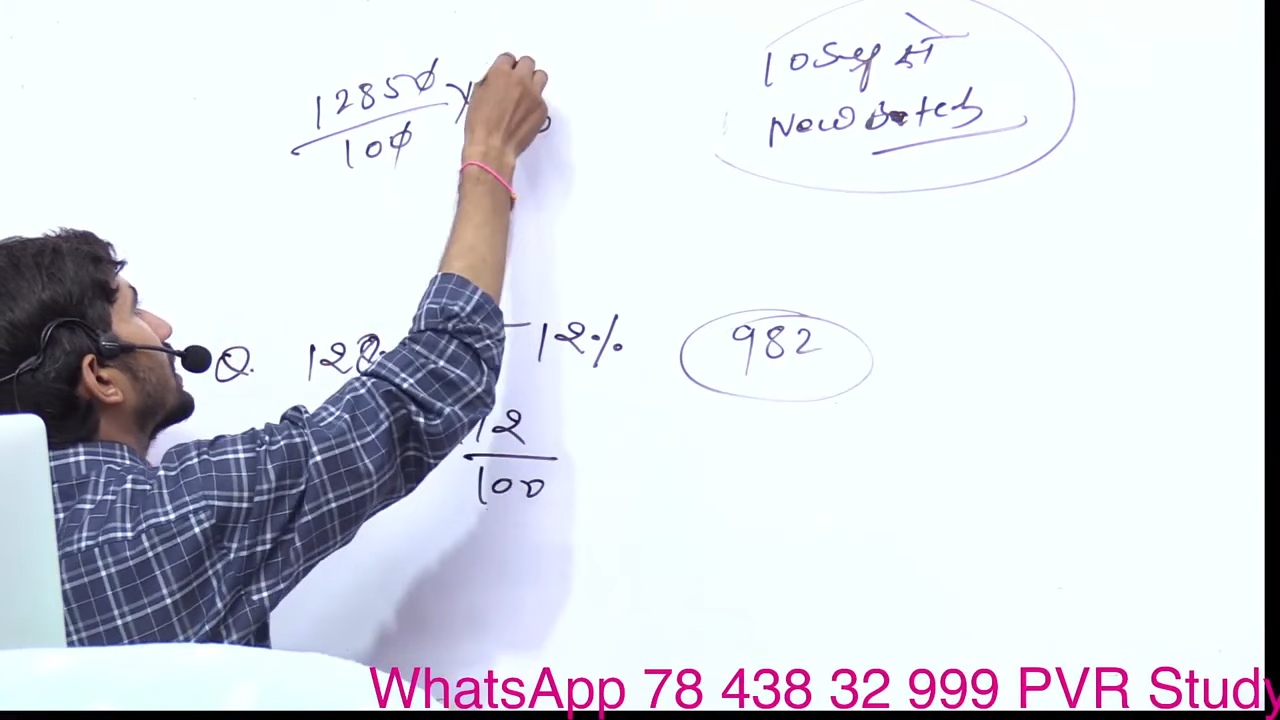 12850
100
10 Sep से
New Batch
Q. 128
12%
982
12
100
WhatsApp 78 438 32 999 PVR Study